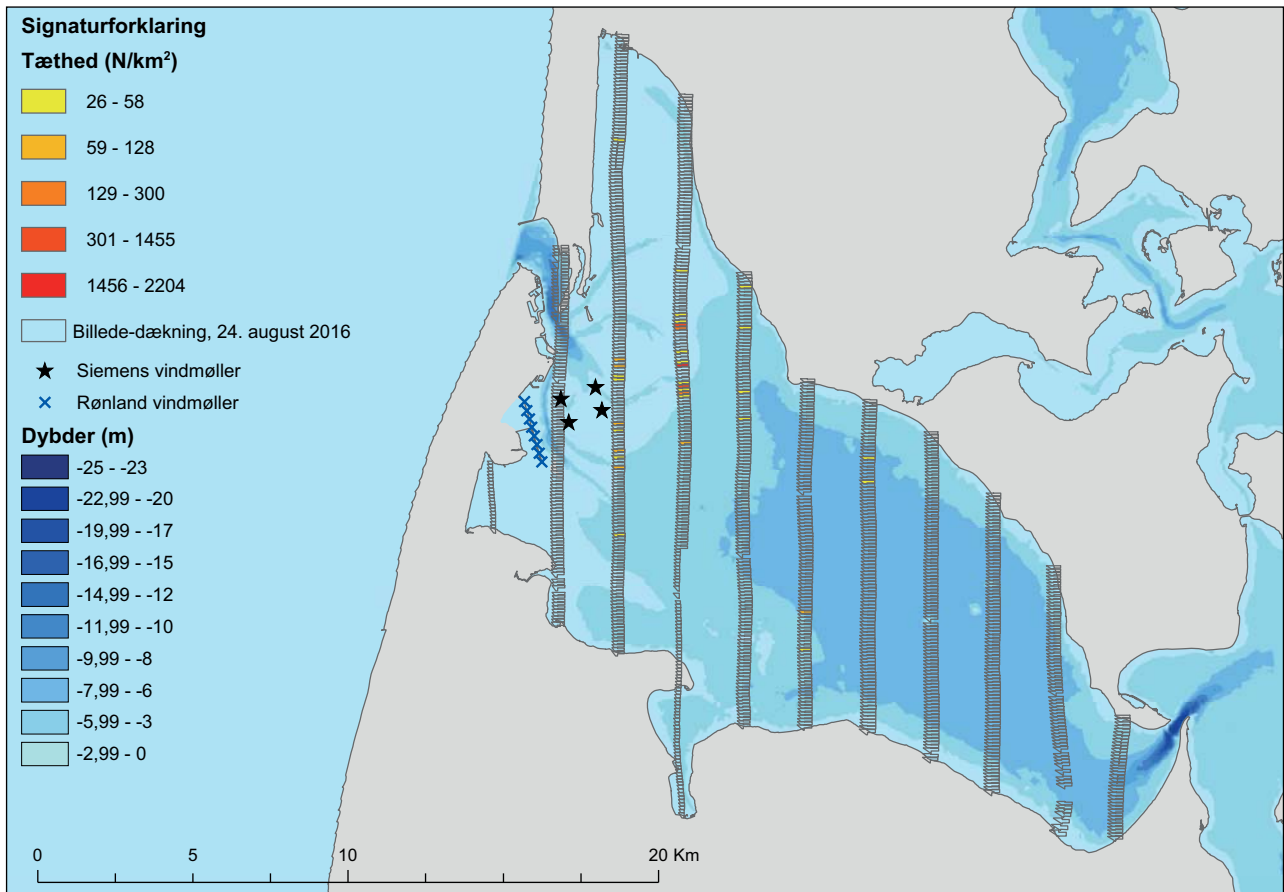 Signaturforklaring
Tæthed (N/km²)
26 - 58
59 - 128
129 - 300
301 - 1455
1456 - 2204
Billede-dækning, 24. august 2016
Siemens vindmøller
Rønland vindmøller
Dybder (m)
-25 - -23
-22,99 - -20
-19,99 - -17
-16,99 - -15
-14,99 - -12
-11,99 - -10
-9,99 - -8
-7,99 - -6
-5,99 - -3
-2,99 - 0
0 5 10 20 Km